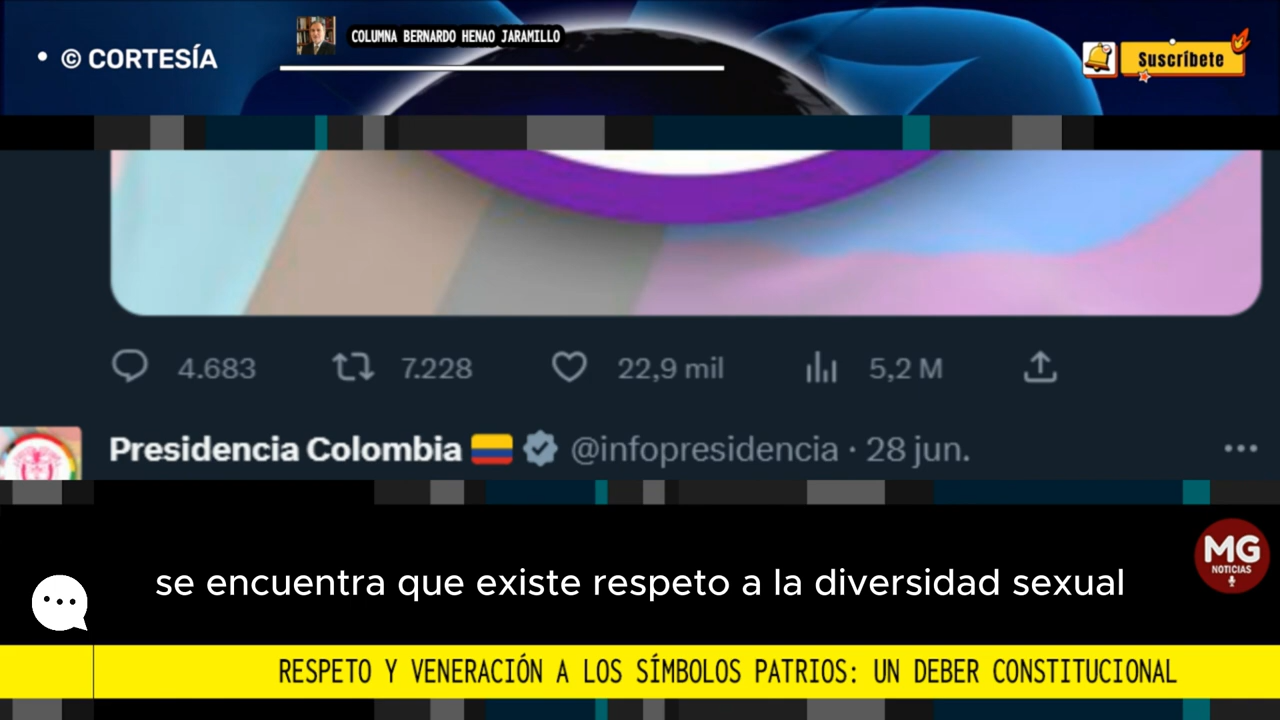 • © CORTESÍA
COLUMNA BERNARDO HENAO JARAMILLO
Suscríbete
4.683 7.228 22,9 mil 5,2 M
Presidencia Colombia @infopresidencia · 28 jun.
se encuentra que existe respeto a la diversidad sexual
MG
NOTICIAS
RESPETO Y VENERACIÓN A LOS SÍMBOLOS PATRIOS: UN DEBER CONSTITUCIONAL